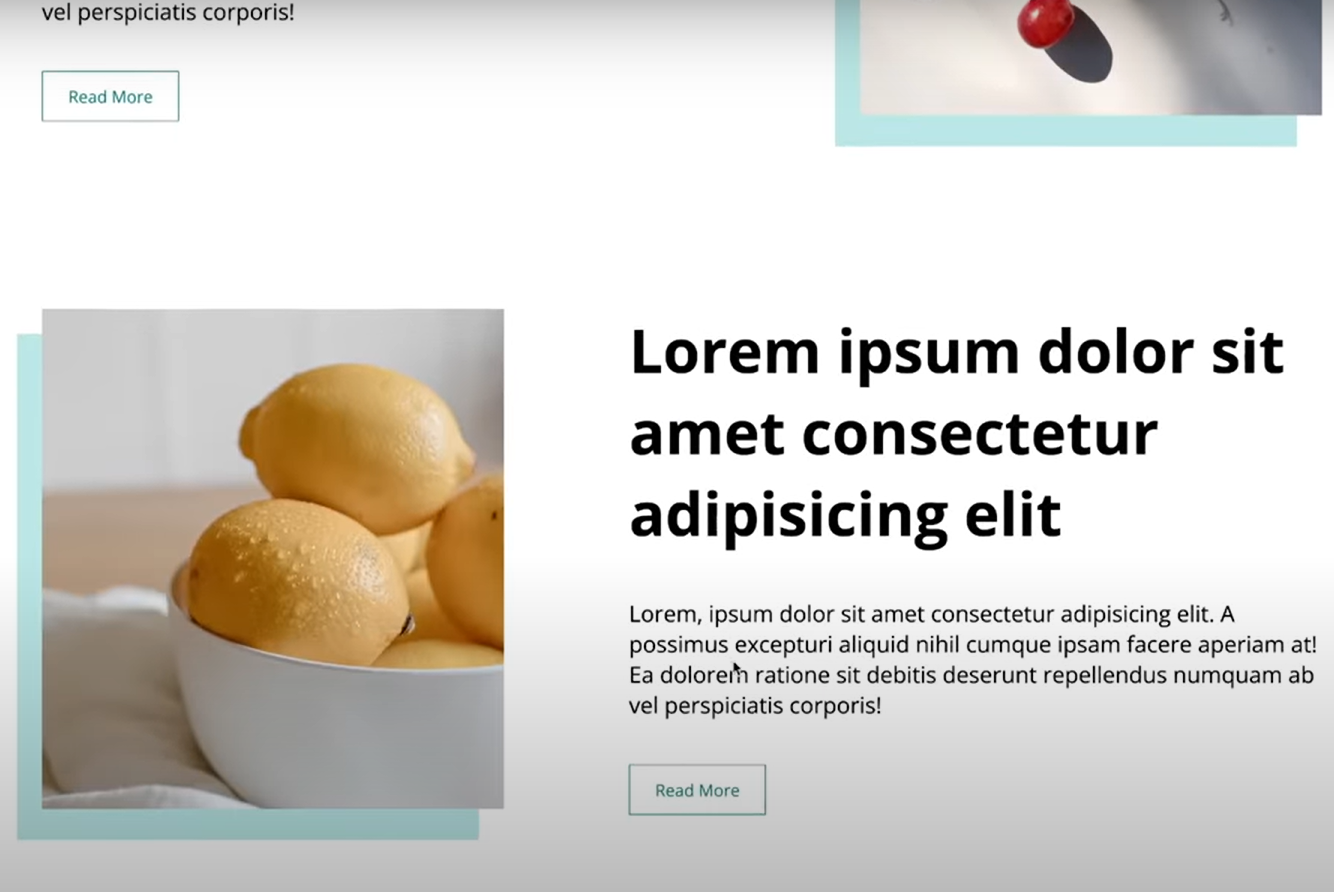 vel perspiciatis corporis!
Read More
Lorem ipsum dolor sit
amet consectetur
adipisicing elit
Lorem, ipsum dolor sit amet consectetur adipisicing elit. A
possimus excepturi aliquid nihil cumque ipsam facere aperiam at!
Ea dolorem ratione sit debitis deserunt repellendus numquam ab
vel perspiciatis corporis!
Read More